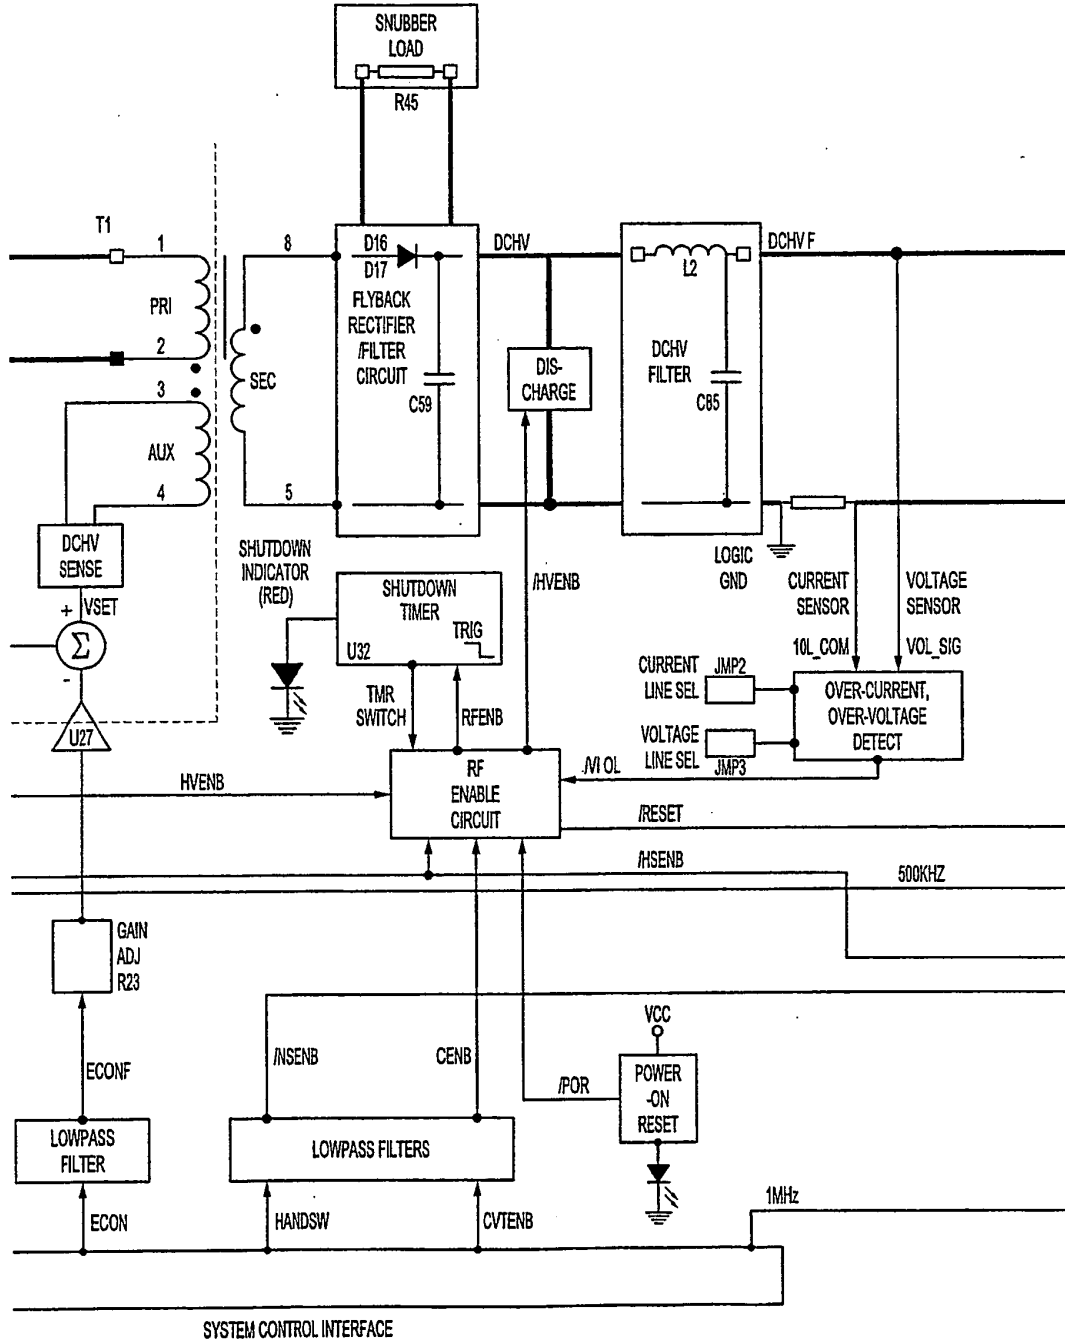 SNUBBER
LOAD
R45
T1
1
8
PRI
2
3
AUX
4
SEC
5
D16
D17
FLYBACK
RECTIFIER
/FILTER
CIRCUIT
C59
DCHV
DIS-
CHARGE
L2
DCHV
FILTER
C85
DCHV F
DCHV
SENSE
+
VSET
Σ
-
U27
SHUTDOWN
INDICATOR
(RED)
SHUTDOWN
TIMER
TRIG
U32
TMR
SWITCH
RFENB
/HVENB
LOGIC
GND
CURRENT
SENSOR
VOLTAGE
SENSOR
10L_COM
VOL_SIG
CURRENT
LINE SEL
JMP2
VOLTAGE
LINE SEL
JMP3
OVER-CURRENT,
OVER-VOLTAGE
DETECT
HVENB
RF
ENABLE
CIRCUIT
/VI OL
/RESET
/HSENB
500KHZ
GAIN
ADJ
R23
ECONF
/NSENB
CENB
/POR
VCC
POWER
-ON
RESET
LOWPASS
FILTER
LOWPASS FILTERS
ECON
HANDSW
CVTENB
1MHz
SYSTEM CONTROL INTERFACE